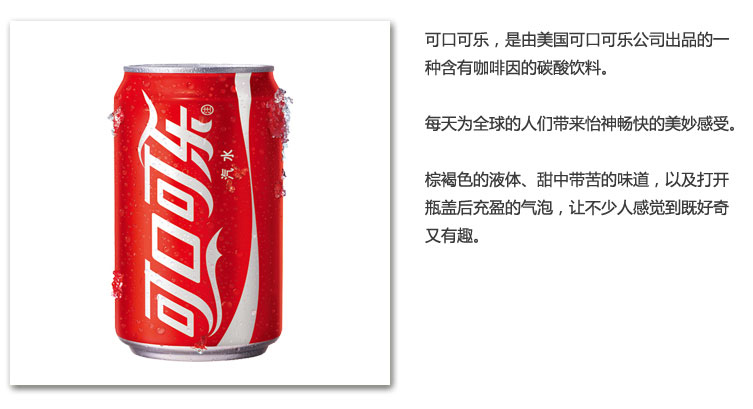 可口可乐
汽水
可口可乐，是由美国可口可乐公司出品的一
种含有咖啡因的碳酸饮料。
每天为全球的人们带来怡神畅快的美妙感受。
棕褐色的液体、甜中带苦的味道，以及打开
瓶盖后充盈的气泡，让不少人感觉到既好奇
又有趣。